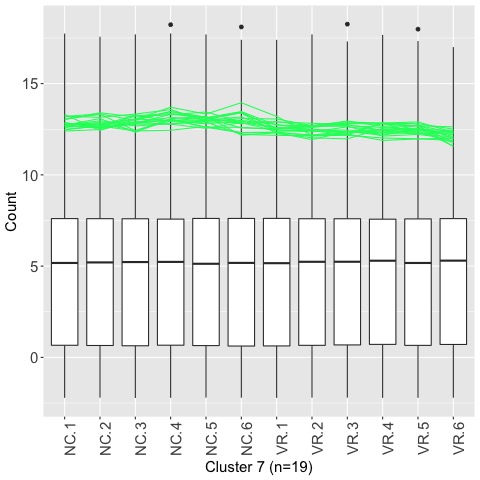 Count
15
10
5
0
NC.1
NC.2
NC.3
NC.4
NC.5
NC.6
VR.1
VR.2
VR.3
VR.4
VR.5
VR.6
Cluster 7 (n=19)